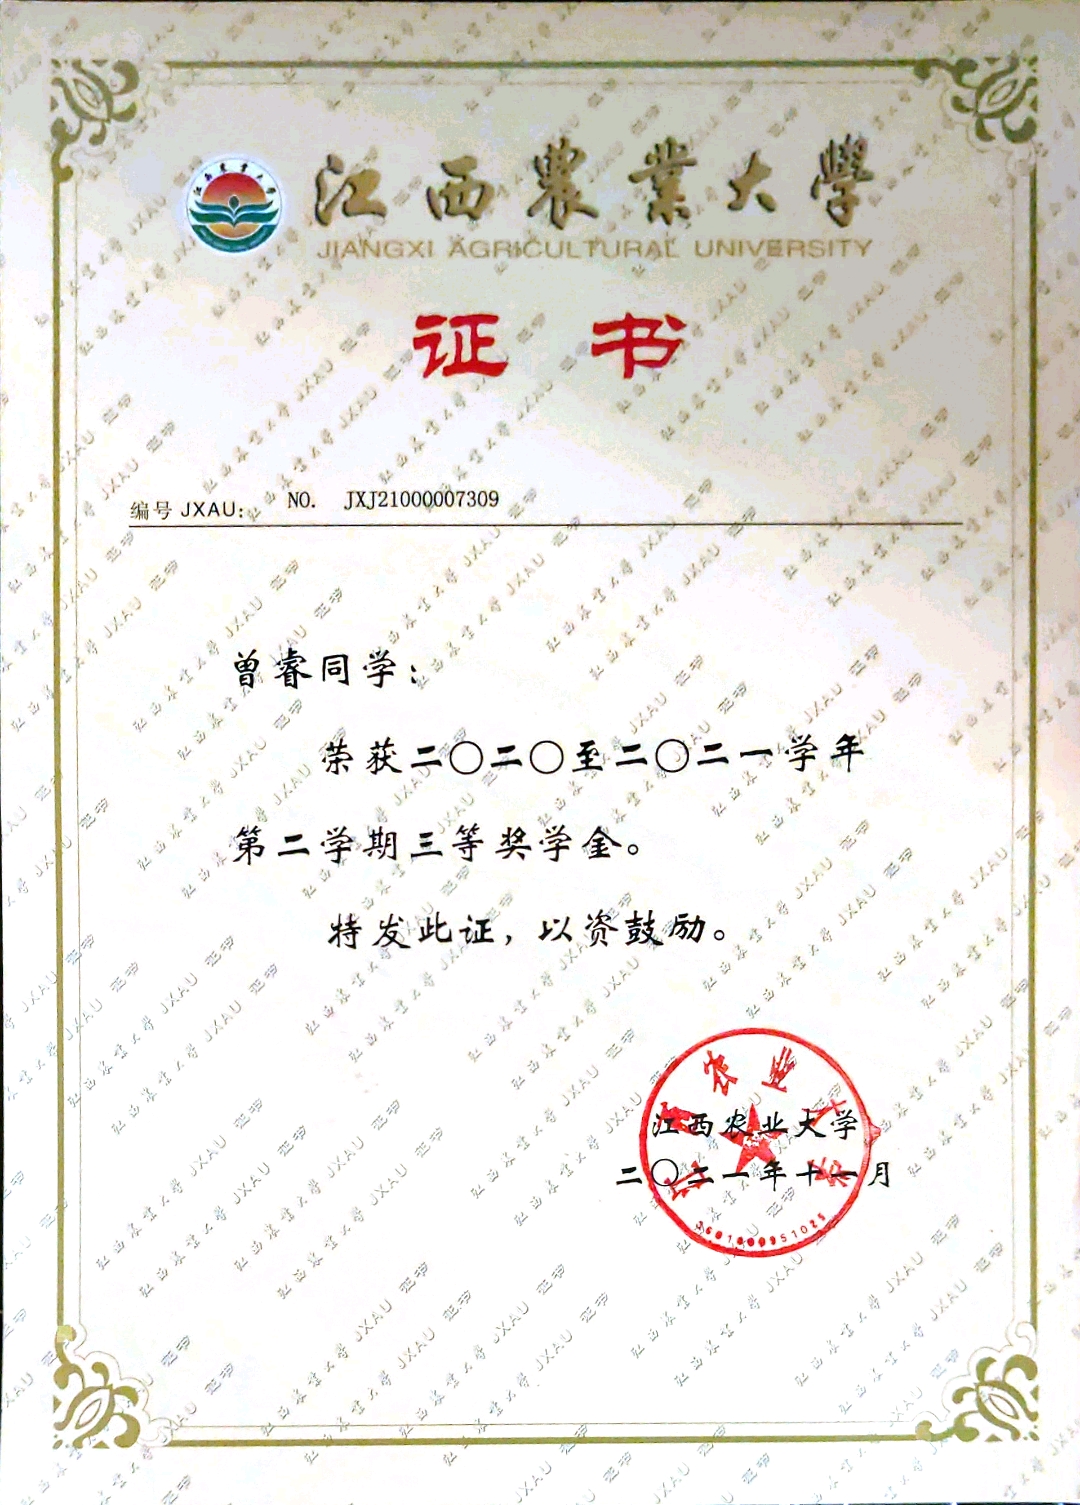 江西農業大學
JIANGXI AGRICULTURAL UNIVERSITY
证书
编号 JXAU: NO. JXJ21000007309
曾睿同学:
荣获二〇二〇至二〇二一学年
第二学期三等奖学金。
特发此证,以资鼓励。
江西农业大学
二〇二一年十一月